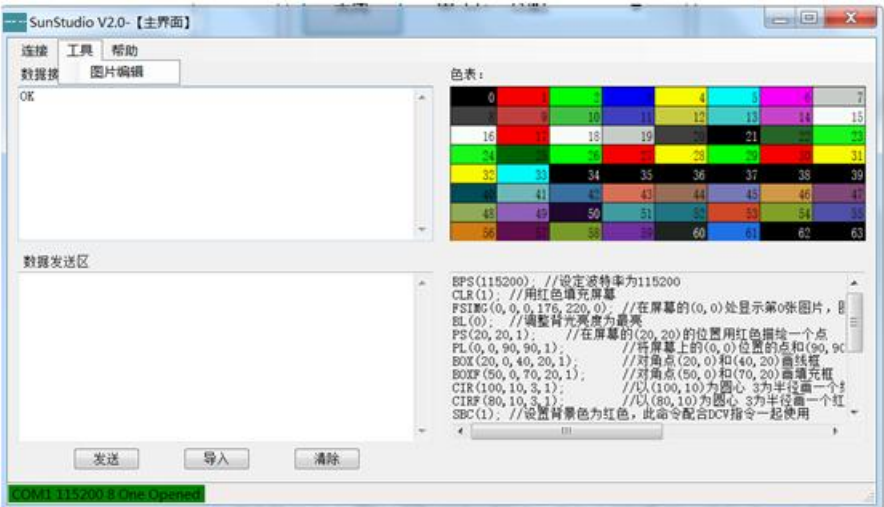 SunStudio V2.0-【主界面】
连接 工具 帮助
数据接
图片编辑
色表:
OK
0 1 2 3 4 5 6 7
8 9 10 11 12 13 14 15
16 17 18 19 20 21 22 23
24 25 26 27 28 29 30 31
32 33 34 35 36 37 38 39
40 41 42 43 44 45 46 47
48 49 50 51 52 53 54 55
56 57 58 59 60 61 62 63
数据发送区
BPS(115200); //设定波特率为115200
CLR(1); //用红色填充屏幕
FSIMG(0,0,0,176,220,0); //在屏幕的(0,0)处显示第0张图片,
BL(0); //调整背光亮度为最亮
PS(20,20,1); //在屏幕的(20,20)的位置用红色描绘一个点
PL(0,0,90,90,1); //将屏幕上的(0,0)位置的点和(90,90
BOX(20,0,40,20,1); //对角点(20,0)和(40,20)画线框
BOXF(50,0,70,20,1); //对角点(50,0)和(70,20)画填充框
CIR(100,10,3,1); //以(100,10)为圆心 3为半径画一个
CIRF(80,10,3,1); //以(80,10)为圆心 3为半径画一个红
SBC(1); //设置背景色为红色，此命令配合DCV指令一起使用
发送 导入 清除
COM1 115200 8 One Opened